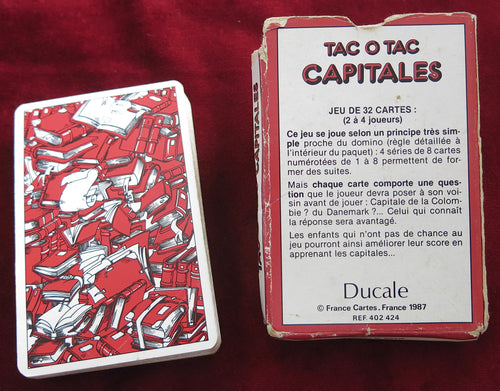 TAC O TAC
CAPITALES
JEU DE 32 CARTES :
(2 à 4 joueurs)
Ce jeu se joue selon un principe très sim-
ple proche du domino (règle détaillée à
l'intérieur du paquet) : 4 séries de 8 cartes
numérotées de 1 à 8 permettent de for-
mer des suites.
Mais chaque carte comporte une ques-
tion que le joueur devra poser à son voi-
sin avant de jouer : Capitale de la Colom-
bie ? du Danemark ?... Celui qui connaît
la réponse sera avantagé.
Les enfants qui n'ont pas de chance au
jeu pourront ainsi améliorer leur score en
apprenant les capitales...
Ducale
© France Cartes. France 1987
REF. 402 424
CAPITALES